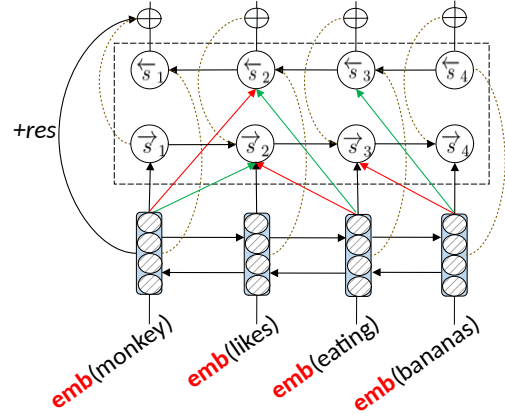 ←s 1 ←s 2 ←s 3 ←s 4
+res
→s 1 →s 2 →s 3 →s 4
emb(monkey) emb(likes) emb(eating) emb(bananas)